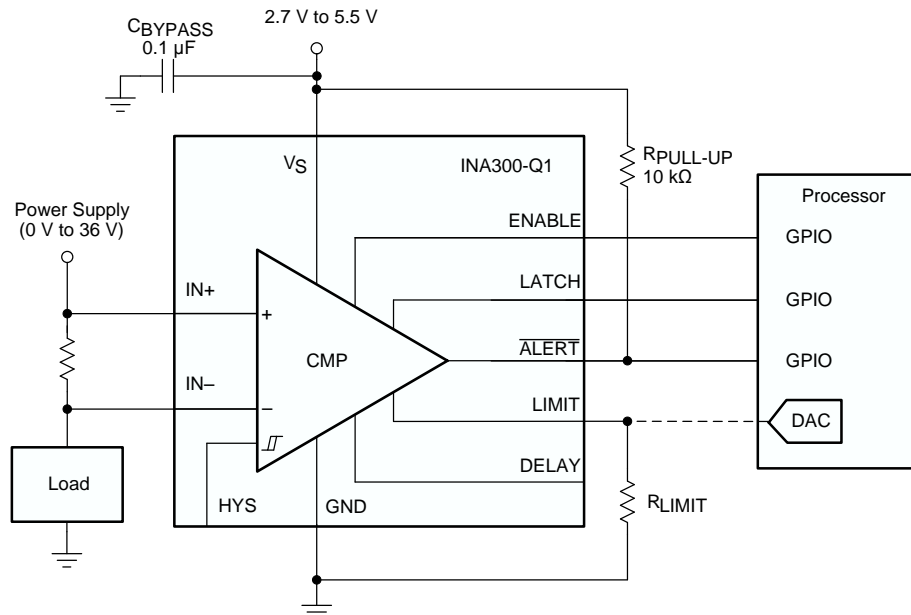 2.7 V to 5.5 V
CBYPASS
0.1 µF
VS
INA300-Q1
RPULL-UP
10 kΩ
Processor
Power Supply
(0 V to 36 V)
ENABLE
GPIO
IN+
LATCH
GPIO
+
CMP
ALERT
GPIO
IN–
–
LIMIT
DAC
DELAY
Load
HYS
GND
RLIMIT